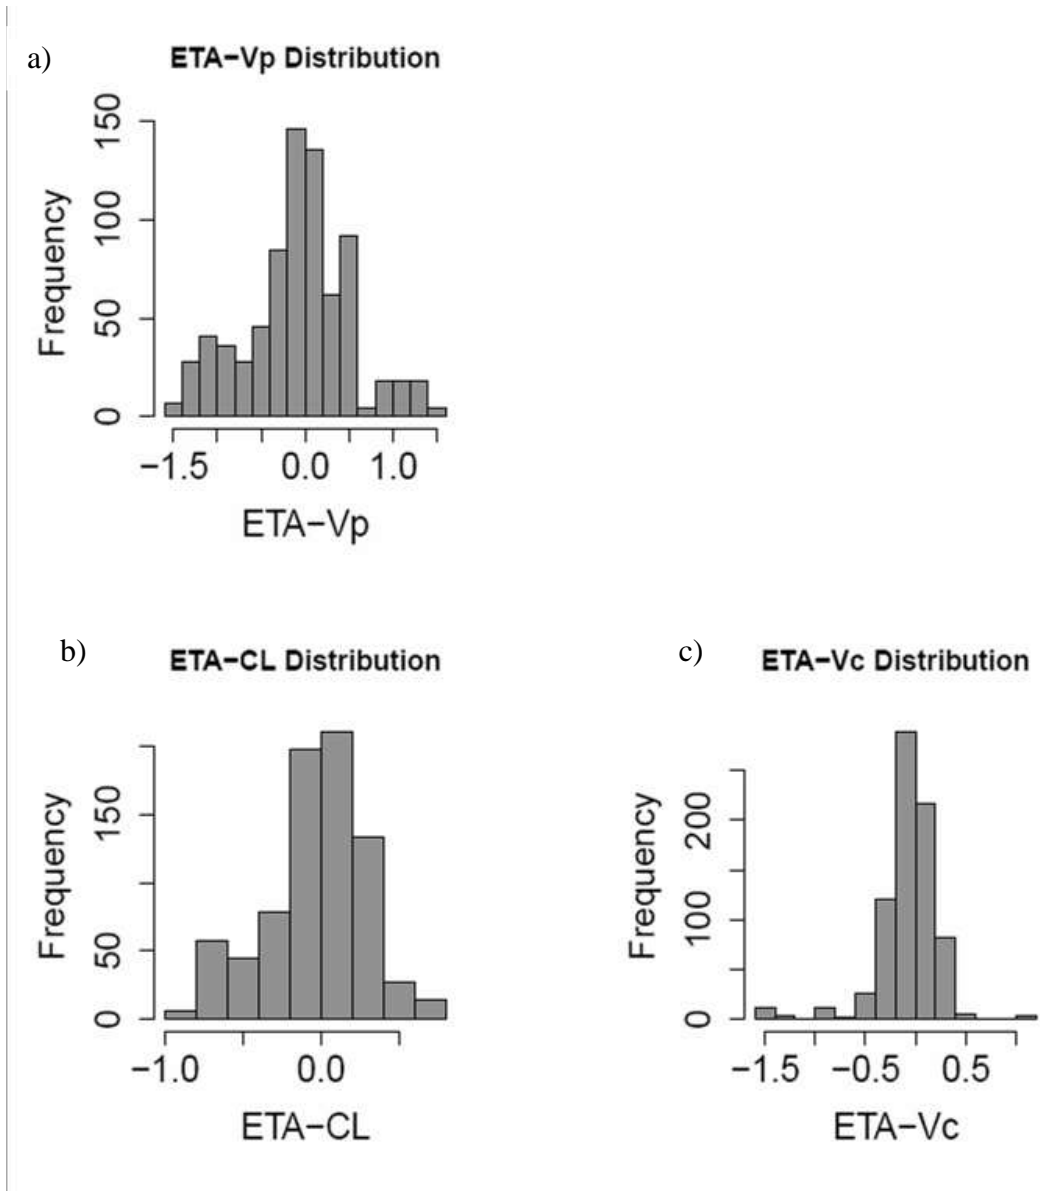 a)
ETA−Vp Distribution
Frequency
0 50 100 150
−1.5 0.0 1.0
ETA−Vp
b)
ETA−CL Distribution
Frequency
0 50 150
−1.0 0.0
ETA−CL
c)
ETA−Vc Distribution
Frequency
0 100 200
−1.5 −0.5 0.5
ETA−Vc